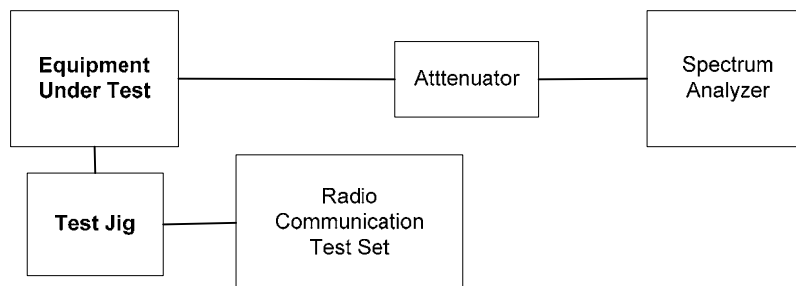 Equipment
Under Test
Atttenuator
Spectrum
Analyzer
Test Jig
Radio
Communication
Test Set